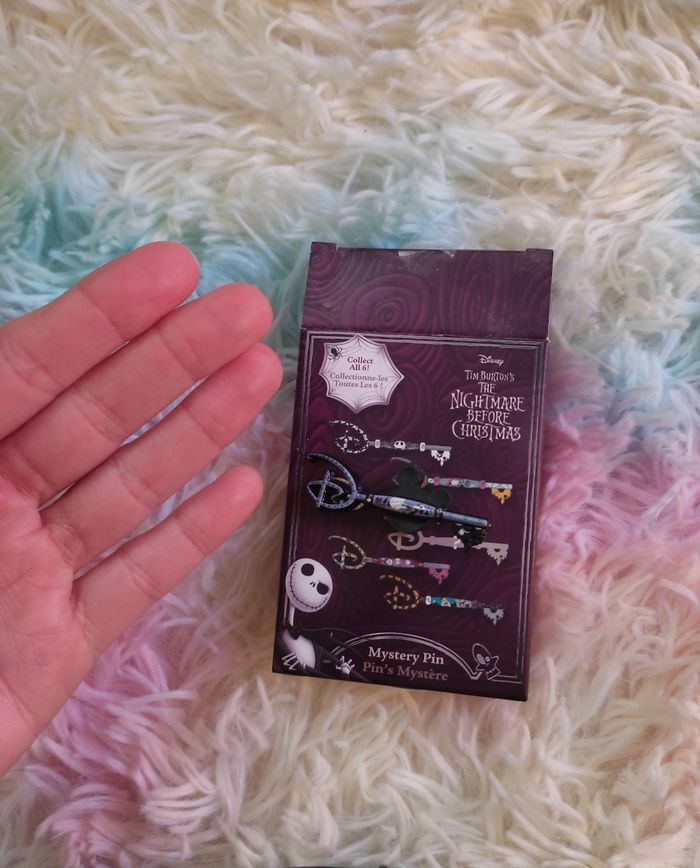 Collect
All 6!
Collectionne-les
Toutes Les 6 !
Disney
TIM BURTON'S
THE
NIGHTMARE
BEFORE
CHRISTMAS
Mystery Pin
Pin's Mystère